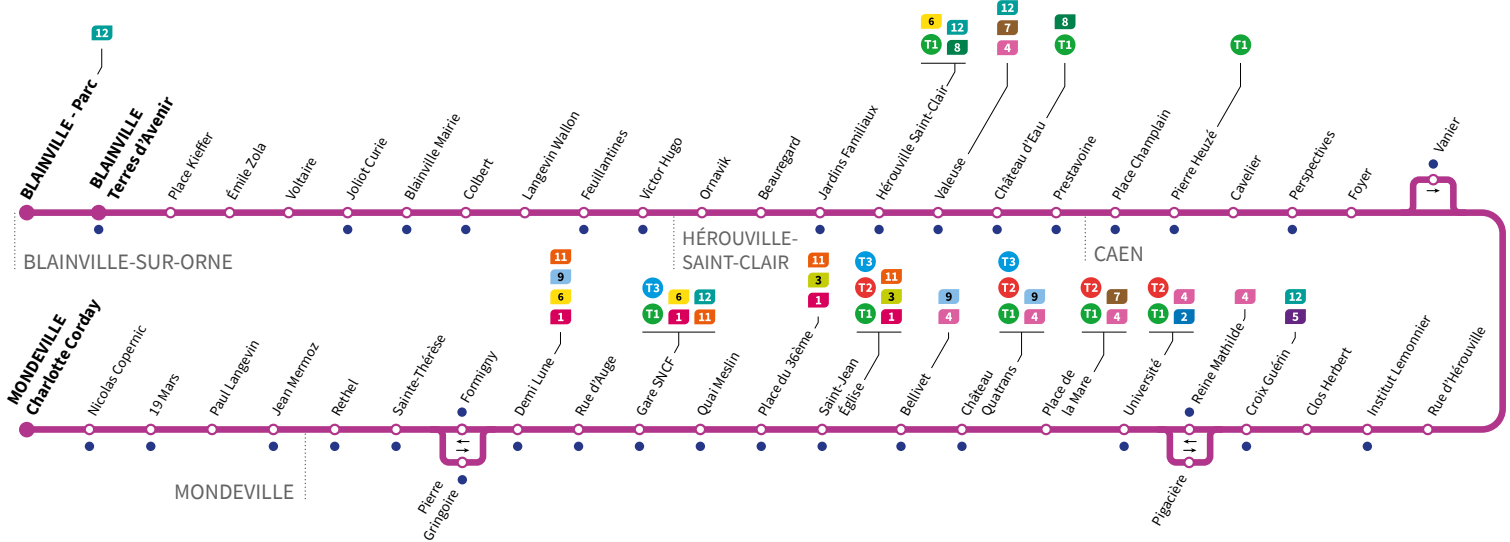 12
BLAINVILLE - Parc
BLAINVILLE
Terres d'Avenir
Place Kieffer
Émile Zola
Voltaire
Joliot Curie
Blainville Mairie
Colbert
Langevin Wallon
Feuillantines
Victor Hugo
Ornavik
Beauregard
Jardins Familiaux
6
12
T1
8
Hérouville Saint-Clair
12
7
4
Valeuse
8
T1
Château d'Eau
Prestavoine
Place Champlain
T1
Pierre Heuzé
Cavelier
Perspectives
Foyer
Vanier
BLAINVILLE-SUR-ORNE
HÉROUVILLE-
SAINT-CLAIR
CAEN
MONDEVILLE
Charlotte Corday
Nicolas Copernic
19 Mars
Paul Langevin
Jean Mermoz
Rethel
Sainte-Thérèse
Formigny
Pierre
Gringoire
11
9
6
1
Demi Lune
Rue d'Auge
T3
6
12
T1
1
11
Gare SNCF
Quai Meslin
11
3
1
Place du 36ème
T3
T2
11
3
T1
1
Saint-Jean
Église
9
4
Bellivet
T3
T2
9
T1
4
Château
Quatrans
T2
7
T1
4
Place de
la Mare
T2
4
T1
2
Université
4
Reine Mathilde
Pigacière
12
5
Croix Guérin
Clos Herbert
Institut Lemonnier
Rue d'Hérouville
MONDEVILLE